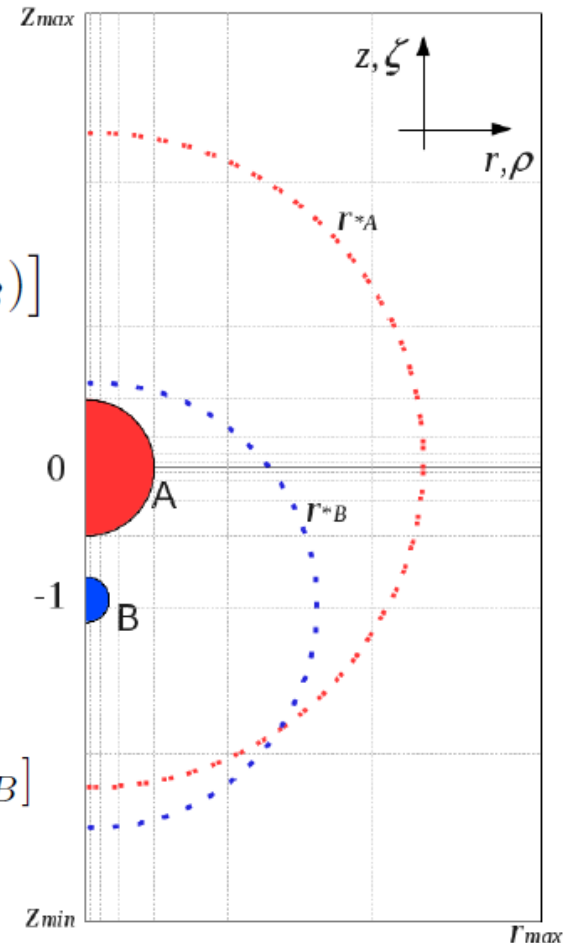 Zmax
z, ζ
r, ρ
r*A
)]
0
A
r*B
-1
B
B]
Zmin
rmax